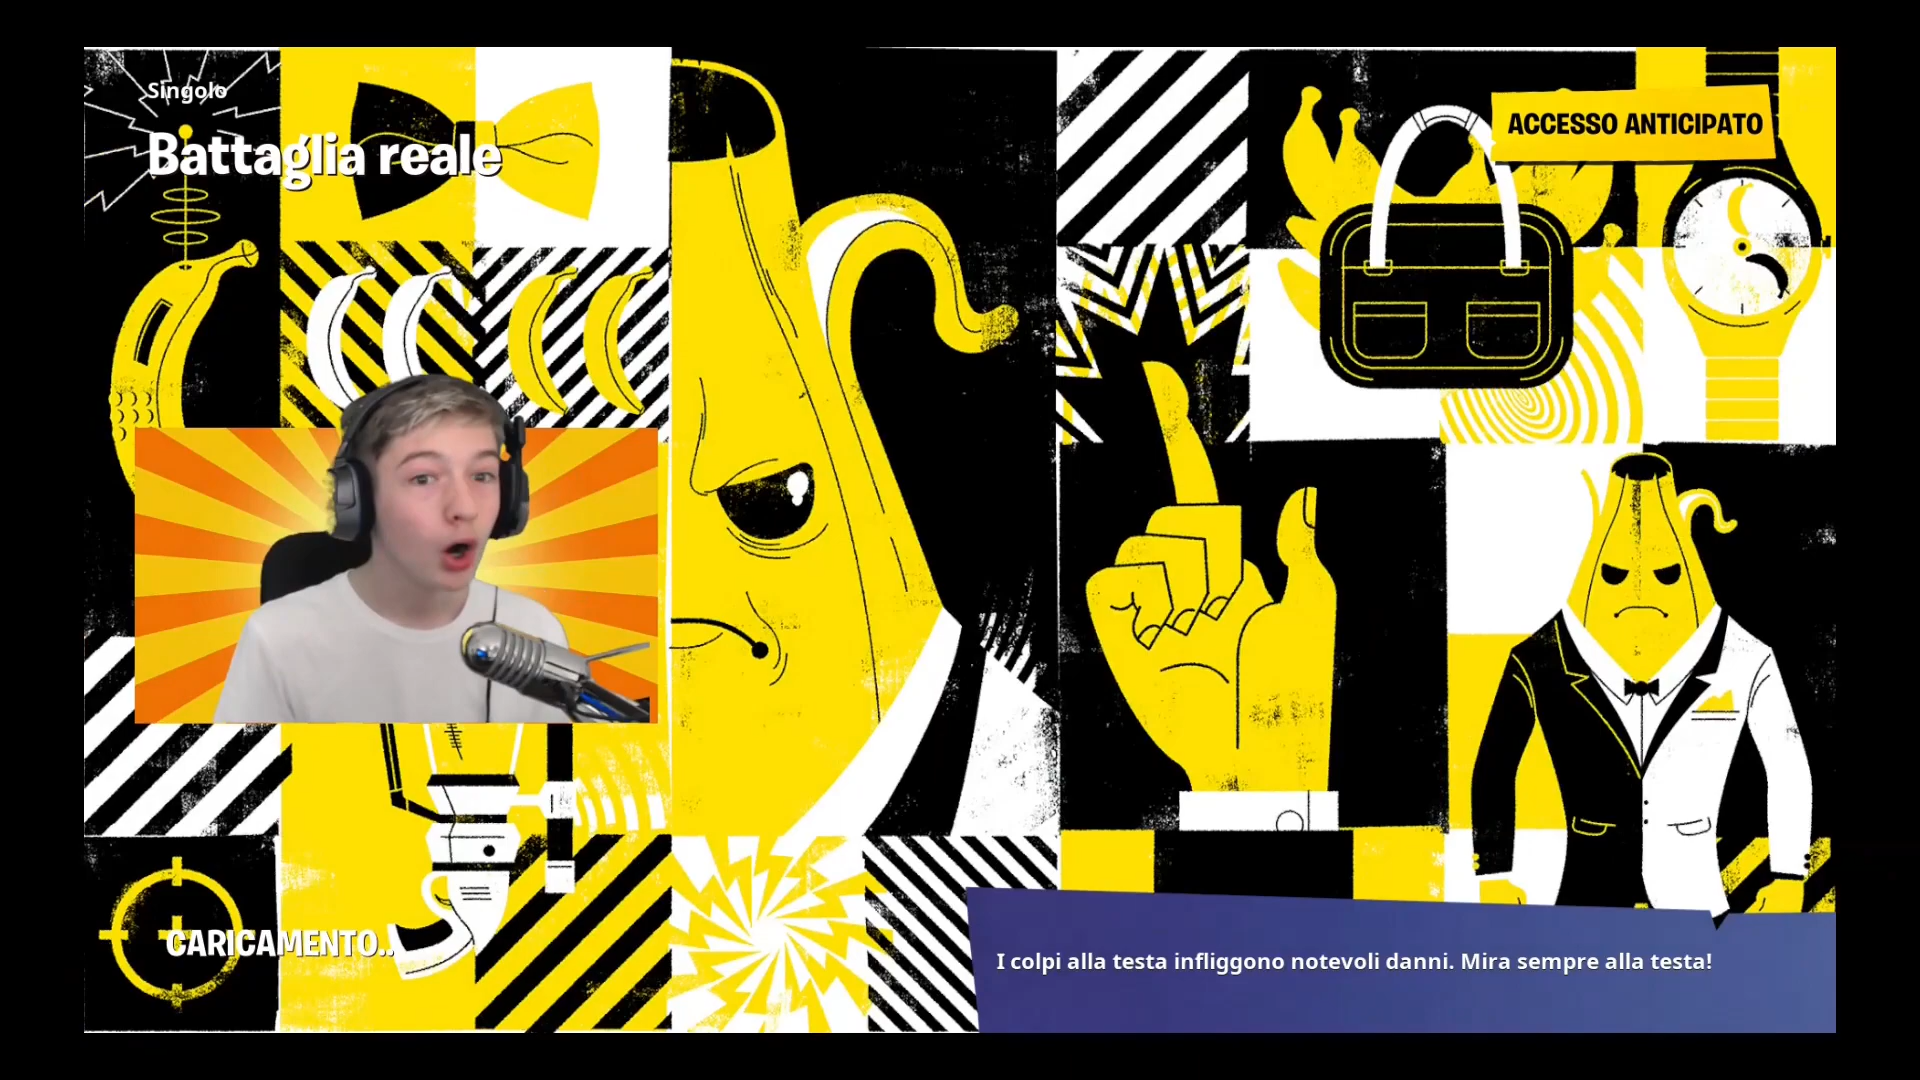 Singolo
Battaglia reale
ACCESSO ANTICIPATO
CARICAMENTO..
I colpi alla testa infliggono notevoli danni. Mira sempre alla testa!